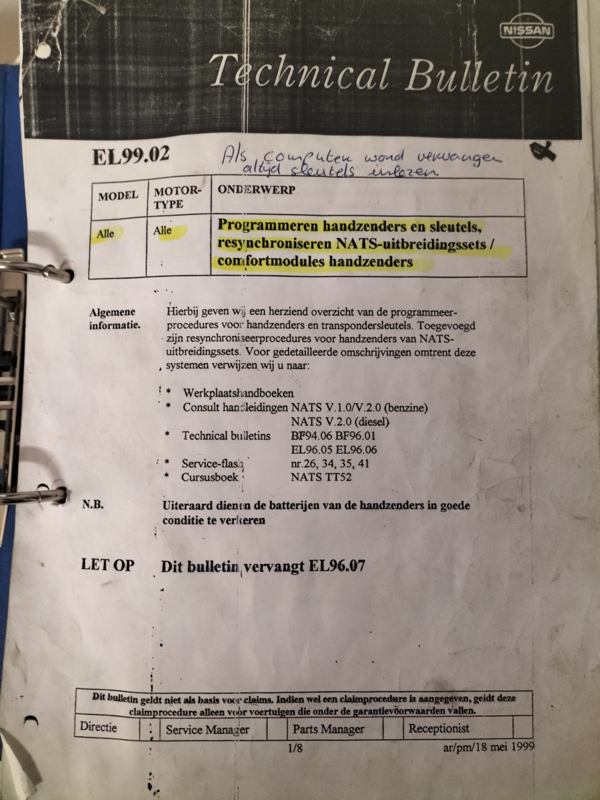 NISSAN
Technical Bulletin
EL99.02
Als computer word vervangen
altijd sleutels inlezen
MODEL MOTOR-TYPE ONDERWERP
Alle Alle Programmeren handzenders en sleutels,
resynchroniseren NATS-uitbreidingssets /
comfortmodules handzenders
Algemene informatie. Hierbij geven wij een herziend overzicht van de programmeer-
procedures voor handzenders en transpondersleutels. Toegevoegd
zijn resynchroniseerprocedures voor handzenders van NATS-
uitbreidingssets. Voor gedetailleerde omschrijvingen omtrent deze
systemen verwijzen wij u naar:
* Werkplaatshandboeken
* Consult handleidingen NATS V.1.0/V.2.0 (benzine)
NATS V.2.0 (diesel)
* Technical bulletins BF94.06 BF96.01
EL96.05 EL96.06
* Service-flash nr.26, 34, 35, 41
* Cursusboek NATS TT52
N.B. Uiteraard dienen de batterijen van de handzenders in goede
conditie te verkeren
LET OP Dit bulletin vervangt EL96.07
Dit bulletin geldt niet als basis voor claims. Indien wel een claimprocedure is aangegeven, geldt deze
claimprocedure alleen voor voertuigen die onder de garantievoorwaarden vallen.
Directie Service Manager Parts Manager Receptionist
1/8 ar/pm/18 mei 1999